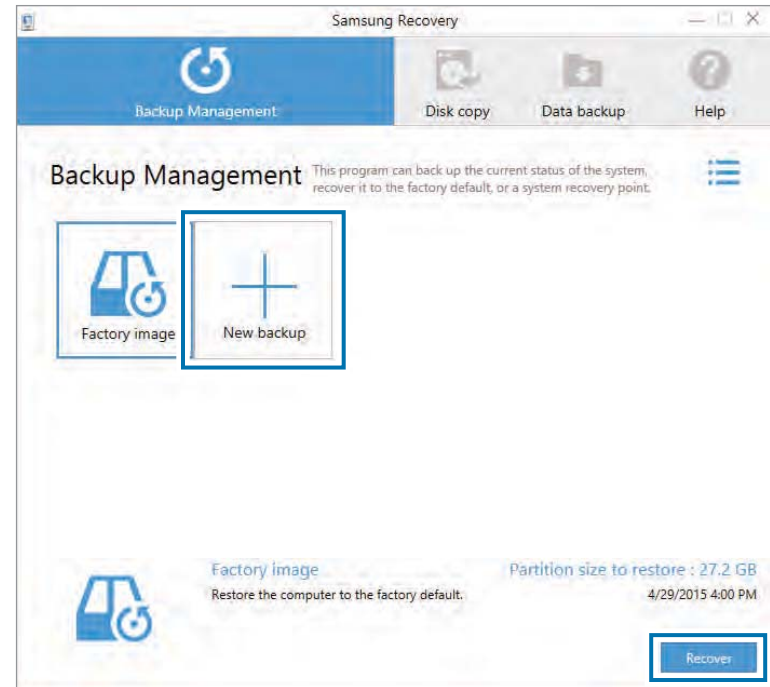 Samsung Recovery
Backup Management
Disk copy
Data backup
Help
Backup Management
This program can back up the current status of the system,
recover it to the factory default, or a system recovery point.
Factory image
New backup
Factory image
Partition size to restore : 27.2 GB
Restore the computer to the factory default.
4/29/2015 4:00 PM
Recover